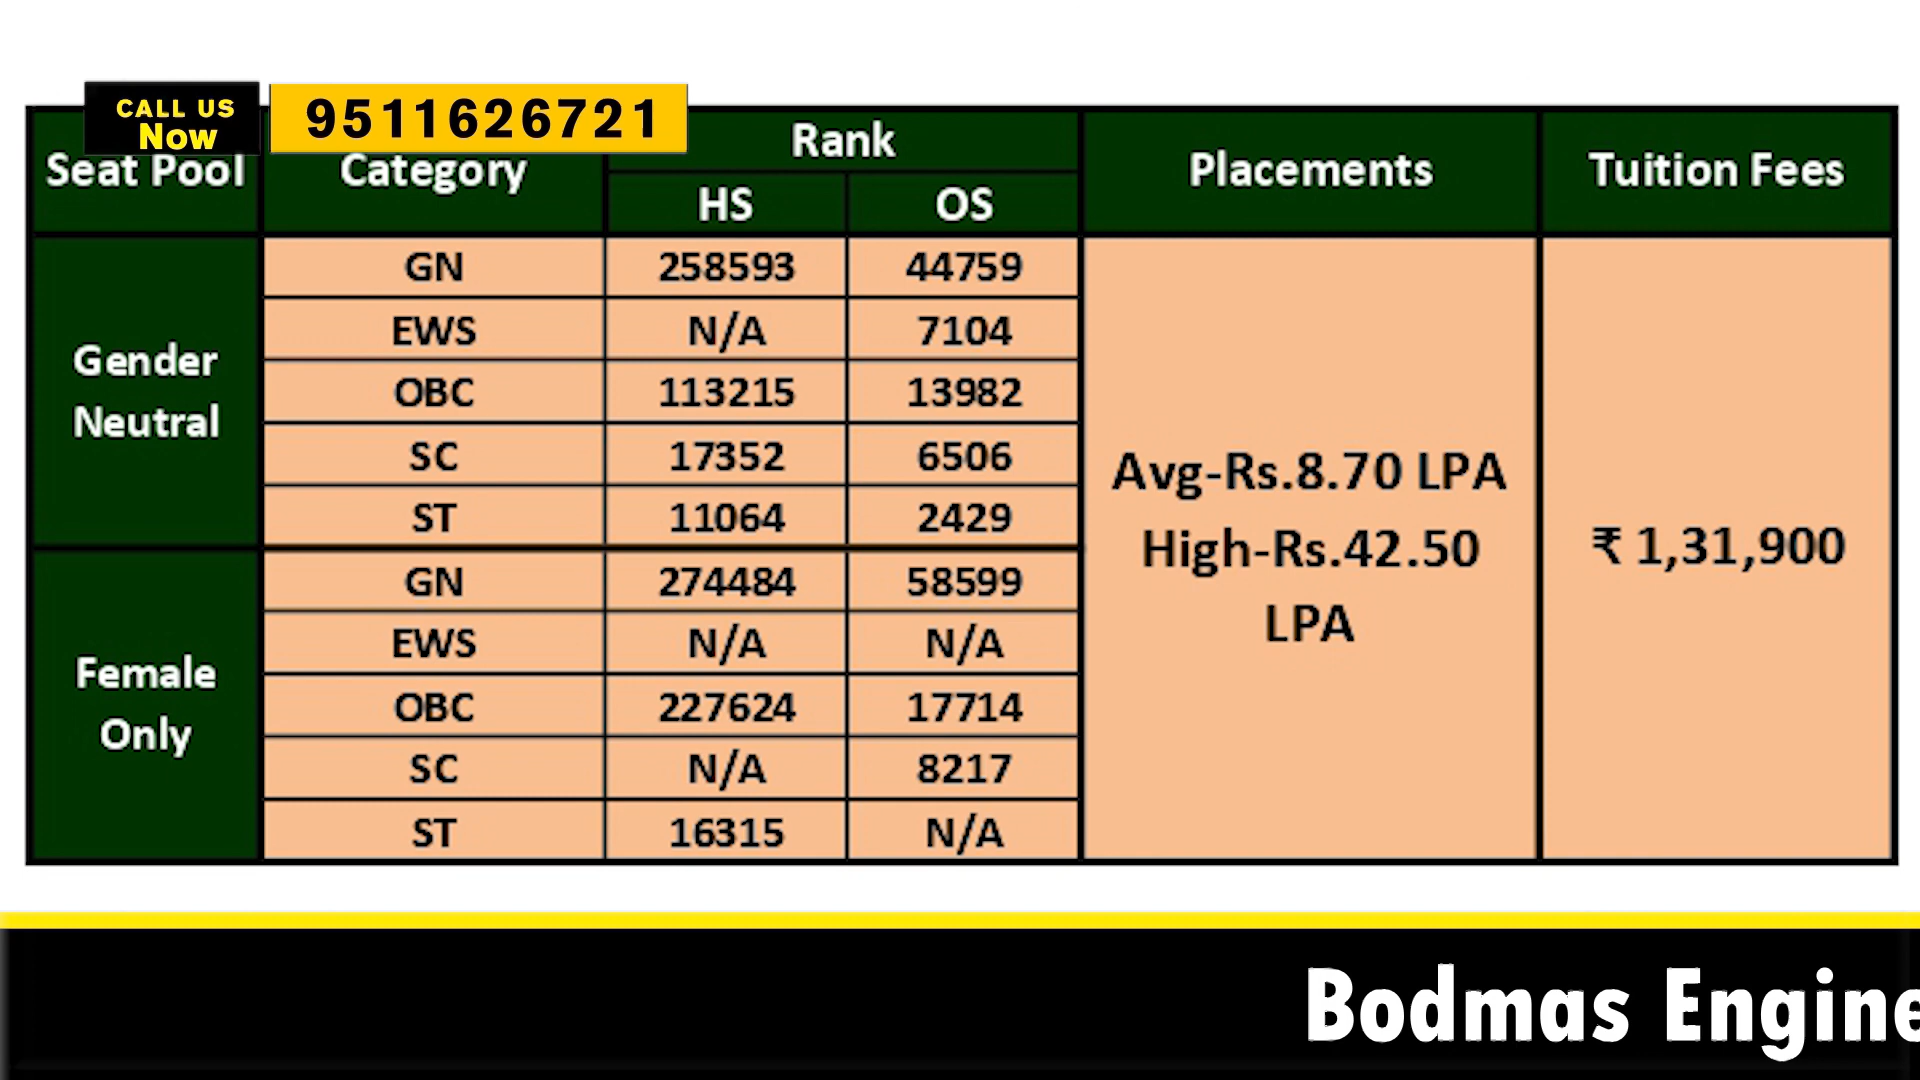 CALL US
Now
9511626721
Seat Pool Category Rank Placements Tuition Fees
HS OS
Gender
Neutral
GN 258593 44759
EWS N/A 7104
OBC 113215 13982
SC 17352 6506
ST 11064 2429
Female
Only
GN 274484 58599
EWS N/A N/A
OBC 227624 17714
SC N/A 8217
ST 16315 N/A
Avg-Rs.8.70 LPA
High-Rs.42.50
LPA
₹ 1,31,900
Bodmas Engine